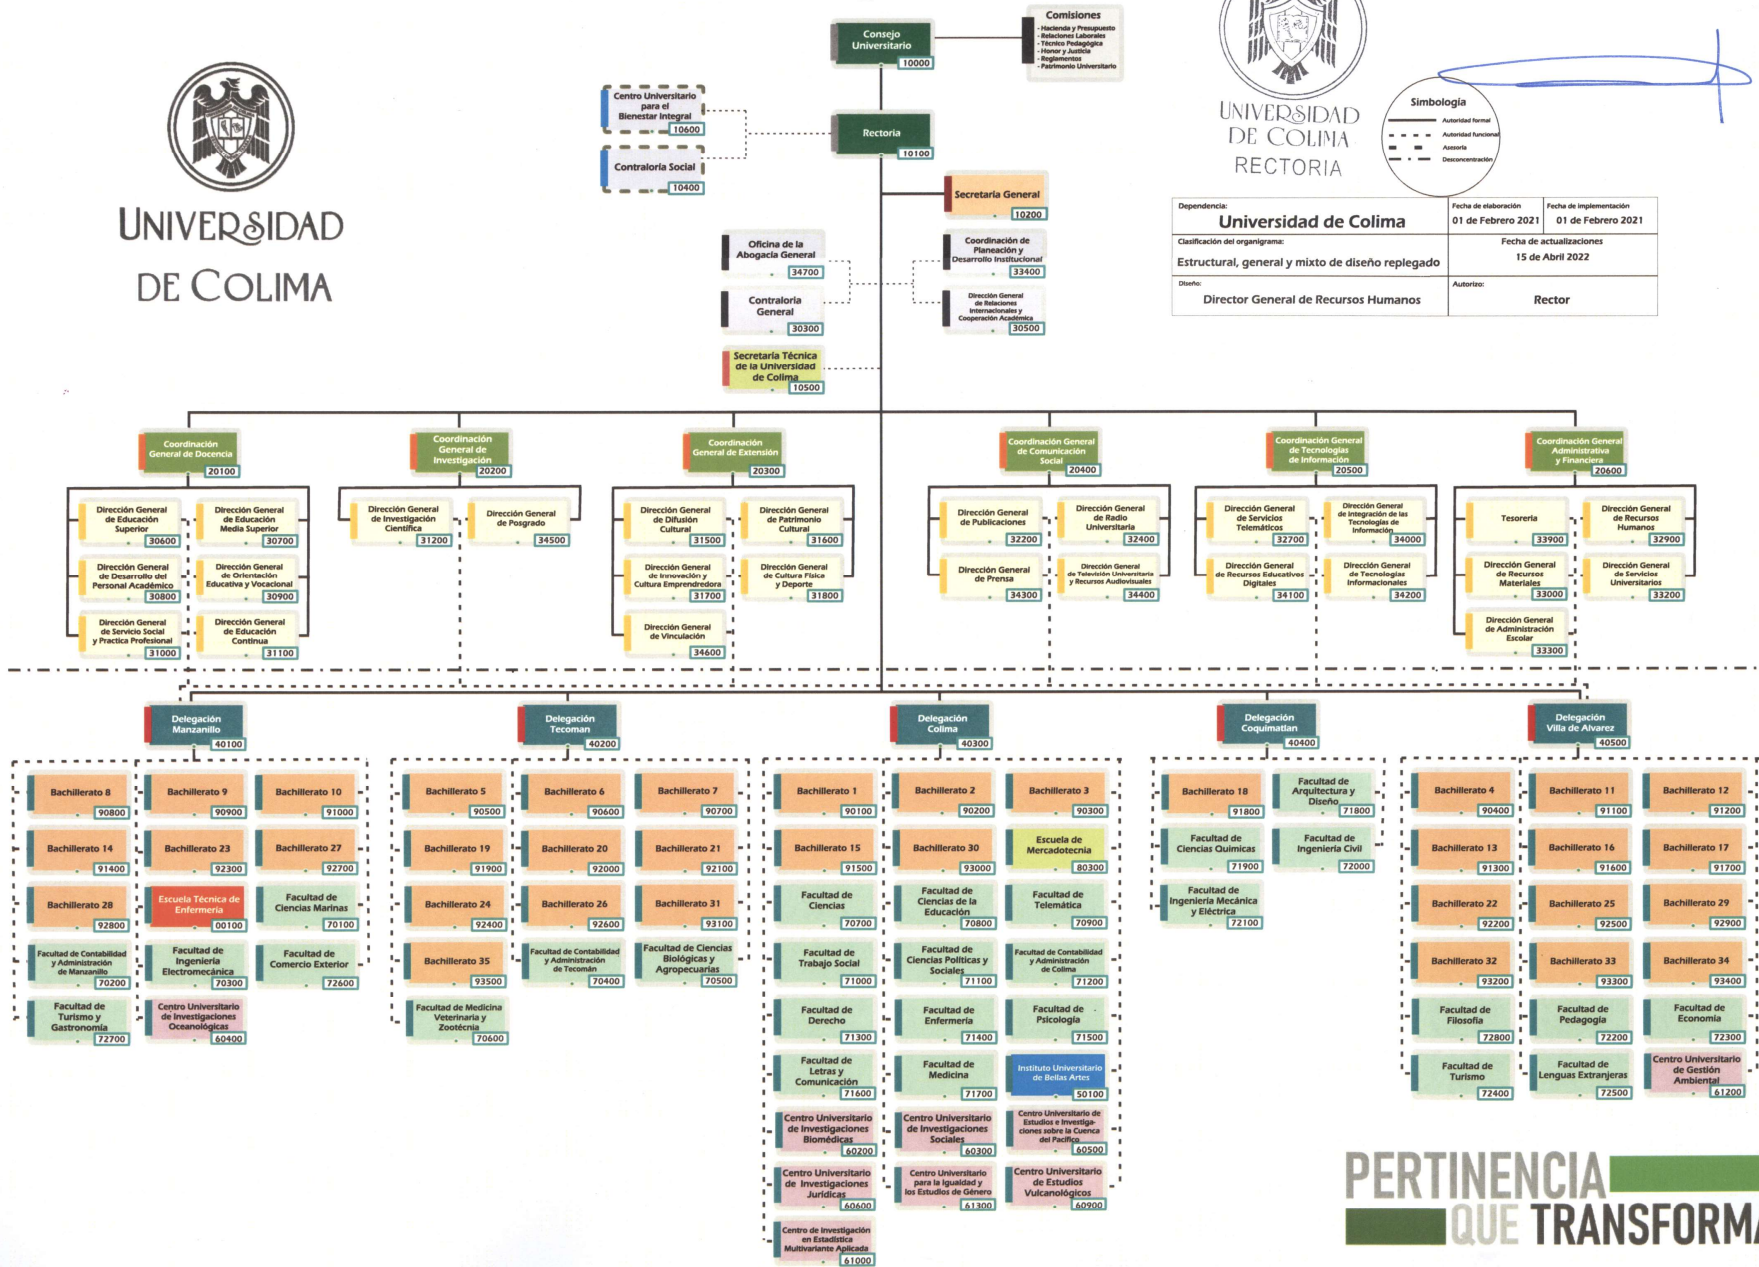 Consejo
Universitario
10000
Comisiones
- Hacienda y Presupuesto
- Relaciones Laborales
- Técnico Pedagógica
- Honor y Justicia
- Reglamentos
- Patrimonio Universitario
UNIVERSIDAD
DE COLIMA
Centro Universitario
para el
Bienestar Integral
10600
Contraloría Social
10400
Rectoría
10100
UNIVERSIDAD
DE COLIMA
RECTORIA
Simbología
Autoridad formal
Autoridad funcional
Asesoría
Desconcentración
Secretaría General
10200
Dependencia:
Universidad de Colima
Fecha de elaboración
01 de Febrero 2021
Fecha de implementación
01 de Febrero 2021
Clasificación del organigrama:
Estructural, general y mixto de diseño replegado
Fecha de actualizaciones
15 de Abril 2022
Diseño:
Director General de Recursos Humanos
Autorizo:
Rector
Oficina de la
Abogacía General
34700
Coordinación de
Planeación y
Desarrollo Institucional
33400
Contraloría
General
30300
Dirección General
de Relaciones
Internacionales y
Cooperación Académica
30500
Secretaría Técnica
de la Universidad
de Colima
10500
Coordinación
General de Docencia
20100
Coordinación
General de
Investigación
20200
Coordinación
General de Extensión
20300
Coordinación General
de Comunicación
Social
20400
Coordinación General
de Tecnologías
de Información
20500
Coordinación General
Administrativa
y Financiera
20600
Dirección General
de Educación
Superior
30600
Dirección General
de Educación
Media Superior
30700
Dirección General
de Desarrollo del
Personal Académico
30800
Dirección General
de Orientación
Educativa y Vocacional
30900
Dirección General
de Servicio Social
y Practica Profesional
31000
Dirección General
de Educación
Continua
31100
Dirección General
de Investigación
Científica
31200
Dirección General
de Posgrado
34500
Dirección General
de Difusión
Cultural
31500
Dirección General
de Patrimonio
Cultural
31600
Dirección General
de Innovación y
Cultura Emprendedora
31700
Dirección General
de Cultura Física
y Deporte
31800
Dirección General
de Vinculación
34600
Dirección General
de Publicaciones
32200
Dirección General
de Radio
Universitaria
32400
Dirección General
de Prensa
34300
Dirección General
de Televisión Universitaria
y Recursos Audiovisuales
34400
Dirección General
de Servicios
Telemáticos
32700
Dirección General
de Integración de las
Tecnologías de
Información
34000
Dirección General
de Recursos Educativos
Digitales
34100
Dirección General
de Tecnologías
Informacionales
34200
Tesorería
33900
Dirección General
de Recursos
Humanos
32900
Dirección General
de Recursos
Materiales
33000
Dirección General
de Servicios
Universitarios
33200
Dirección General
de Administración
Escolar
33300
Delegación
Manzanillo
40100
Delegación
Tecoman
40200
Delegación
Colima
40300
Delegación
Coquimatlan
40400
Delegación
Villa de Alvarez
40500
Bachillerato 8
90800
Bachillerato 9
90900
Bachillerato 10
91000
Bachillerato 14
91400
Bachillerato 23
92300
Bachillerato 27
92700
Bachillerato 28
92800
Escuela Técnica de
Enfermería
00100
Facultad de
Ciencias Marinas
70100
Facultad de Contabilidad
y Administración
de Manzanillo
70200
Facultad de
Ingeniería
Electromecánica
70300
Facultad de
Comercio Exterior
72600
Facultad de
Turismo y
Gastronomía
72700
Centro Universitario
de Investigaciones
Oceanológicas
60400
Bachillerato 5
90500
Bachillerato 6
90600
Bachillerato 7
90700
Bachillerato 19
91900
Bachillerato 20
92000
Bachillerato 21
92100
Bachillerato 24
92400
Bachillerato 26
92600
Bachillerato 31
93100
Bachillerato 35
93500
Facultad de Contabilidad
y Administración
de Tecomán
70400
Facultad de Ciencias
Biológicas y
Agropecuarias
70500
Facultad de Medicina
Veterinaria y
Zootécnia
70600
Bachillerato 1
90100
Bachillerato 2
90200
Bachillerato 3
90300
Bachillerato 15
91500
Bachillerato 30
93000
Escuela de
Mercadotecnia
80300
Facultad de
Ciencias
70700
Facultad de
Ciencias de la
Educación
70800
Facultad de
Telemática
70900
Facultad de
Trabajo Social
71000
Facultad de
Ciencias Políticas y
Sociales
71100
Facultad de Contabilidad
y Administración
de Colima
71200
Facultad de
Derecho
71300
Facultad de
Enfermería
71400
Facultad de
Psicología
71500
Facultad de
Letras y
Comunicación
71600
Facultad de
Medicina
71700
Instituto Universitario
de Bellas Artes
50100
Centro Universitario
de Investigaciones
Biomédicas
60200
Centro Universitario
de Investigaciones
Sociales
60300
Centro Universitario de
Estudios e Investiga-
ciones sobre la Cuenca
del Pacífico
60500
Centro Universitario
de Investigaciones
Jurídicas
60600
Centro Universitario
para la Igualdad y
los Estudios de Género
61300
Centro Universitario
de Estudios
Vulcanológicos
60900
Centro de Investigación
en Estadística
Multivariante Aplicada
61000
Bachillerato 18
91800
Facultad de
Arquitectura y
Diseño
71800
Facultad de
Ciencias Químicas
71900
Facultad de
Ingeniería Civil
72000
Facultad de
Ingeniería Mecánica
y Eléctrica
72100
Bachillerato 4
90400
Bachillerato 11
91100
Bachillerato 12
91200
Bachillerato 13
91300
Bachillerato 16
91600
Bachillerato 17
91700
Bachillerato 22
92200
Bachillerato 25
92500
Bachillerato 29
92900
Bachillerato 32
93200
Bachillerato 33
93300
Bachillerato 34
93400
Facultad de
Filosofía
72800
Facultad de
Pedagogía
72200
Facultad de
Economía
72300
Facultad de
Turismo
72400
Facultad de
Lenguas Extranjeras
72500
Centro Universitario
de Gestión
Ambiental
61200
PERTINENCIA
QUE TRANSFORMA